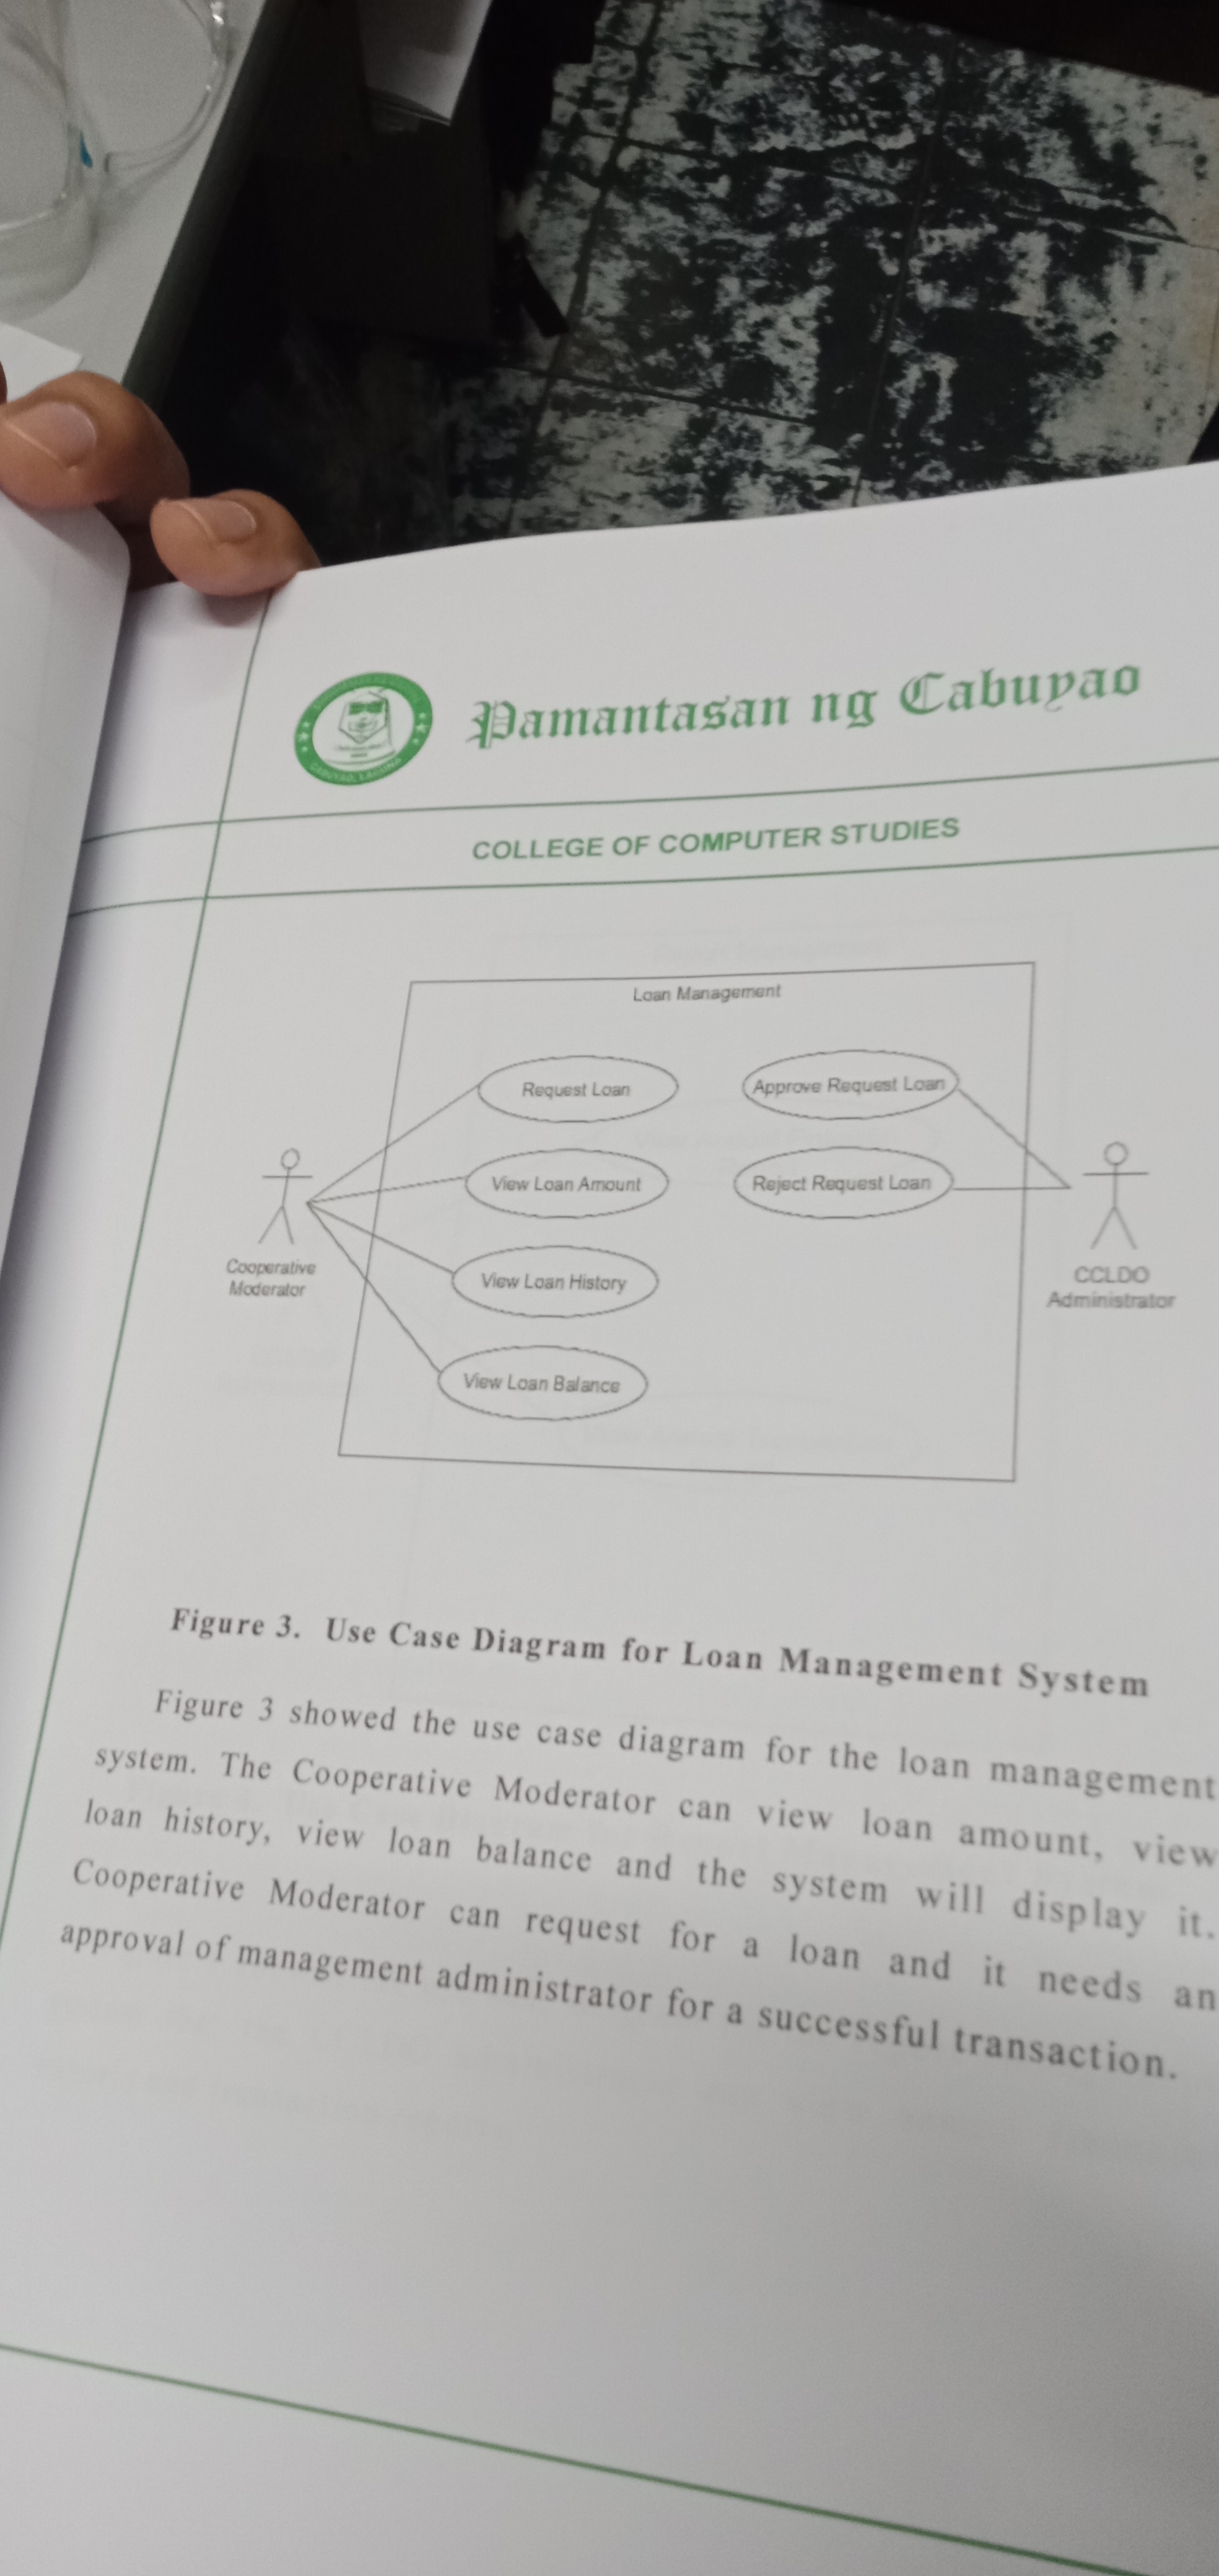 Pamantasan ng Cabuyao
CABUYAO, LAGUNA
COLLEGE OF COMPUTER STUDIES
Loan Management
Request Loan
Approve Request Loan
View Loan Amount
Reject Request Loan
View Loan History
View Loan Balance
Cooperative
Moderator
CCLDO
Administrator
Figure 3. Use Case Diagram for Loan Management System
Figure 3 showed the use case diagram for the loan management
system. The Cooperative Moderator can view loan amount, view
loan history, view loan balance and the system will display it.
Cooperative Moderator can request for a loan and it needs an
approval of management administrator for a successful transaction.